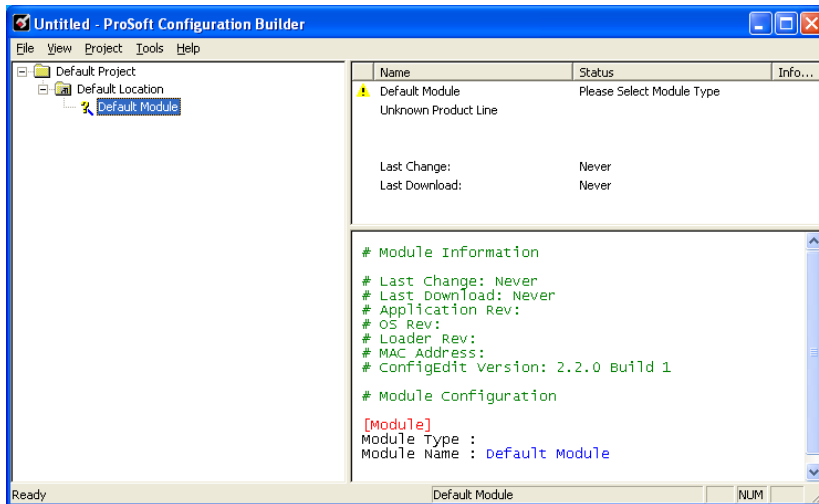 Untitled - ProSoft Configuration Builder
File View Project Tools Help
Default Project
Default Location
Default Module
Name Status Info...
Default Module Please Select Module Type
Unknown Product Line
Last Change: Never
Last Download: Never
# Module Information
# Last Change: Never
# Last Download: Never
# Application Rev:
# OS Rev:
# Loader Rev:
# MAC Address:
# ConfigEdit Version: 2.2.0 Build 1
# Module Configuration
[Module]
Module Type :
Module Name : Default Module
Ready Default Module NUM